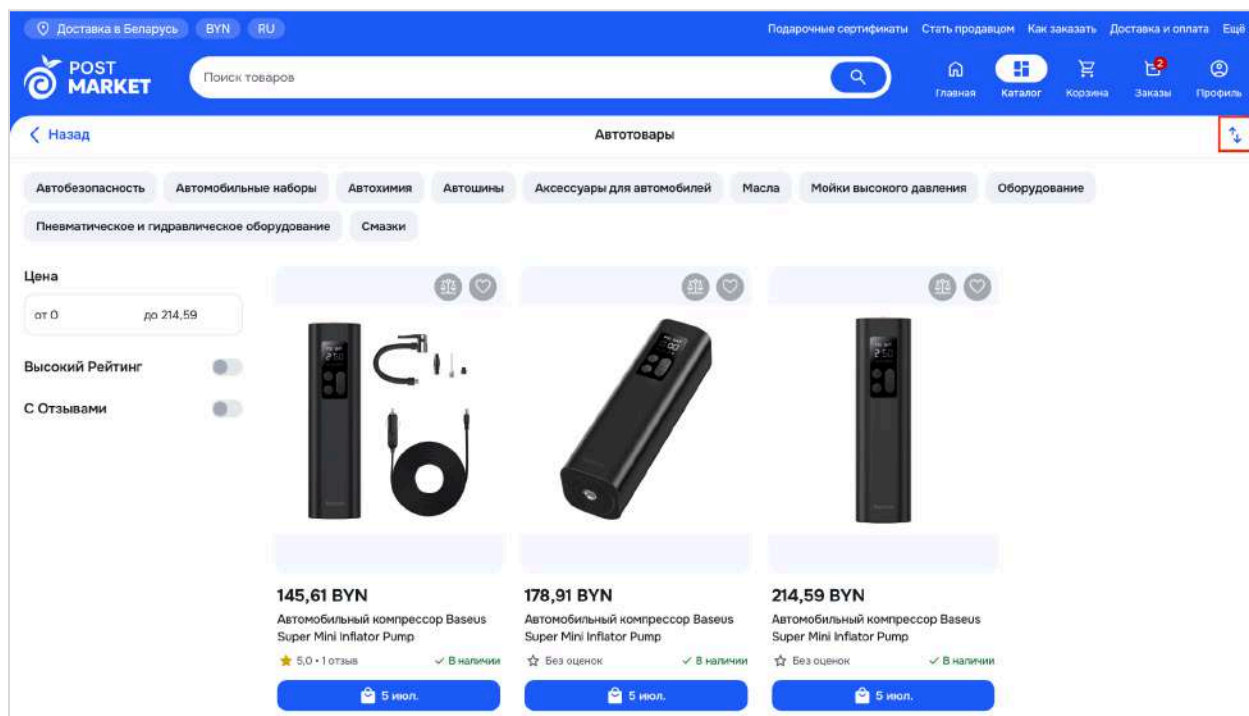 Доставка в Беларусь BYN RU Подарочные сертификаты Стать продавцом Как заказать Доставка и оплата Ещё
POST
MARKET
Поиск товаров
Главная Каталог Корзина 2 Заказы Профиль
Назад Автотовары
Автобезопасность Автомобильные наборы Автохимия Автошины Аксессуары для автомобилей Масла Мойки высокого давления Оборудование
Пневматическое и гидравлическое оборудование Смазки
Цена
от 0 до 214,59
Высокий Рейтинг
С Отзывами
145,61 BYN 178,91 BYN 214,59 BYN
Автомобильный компрессор Baseus Автомобильный компрессор Baseus Автомобильный компрессор Baseus
Super Mini Inflator Pump Super Mini Inflator Pump Super Mini Inflator Pump
5,0 • 1 отзыв В наличии Без оценок В наличии Без оценок В наличии
5 июл. 5 июл. 5 июл.